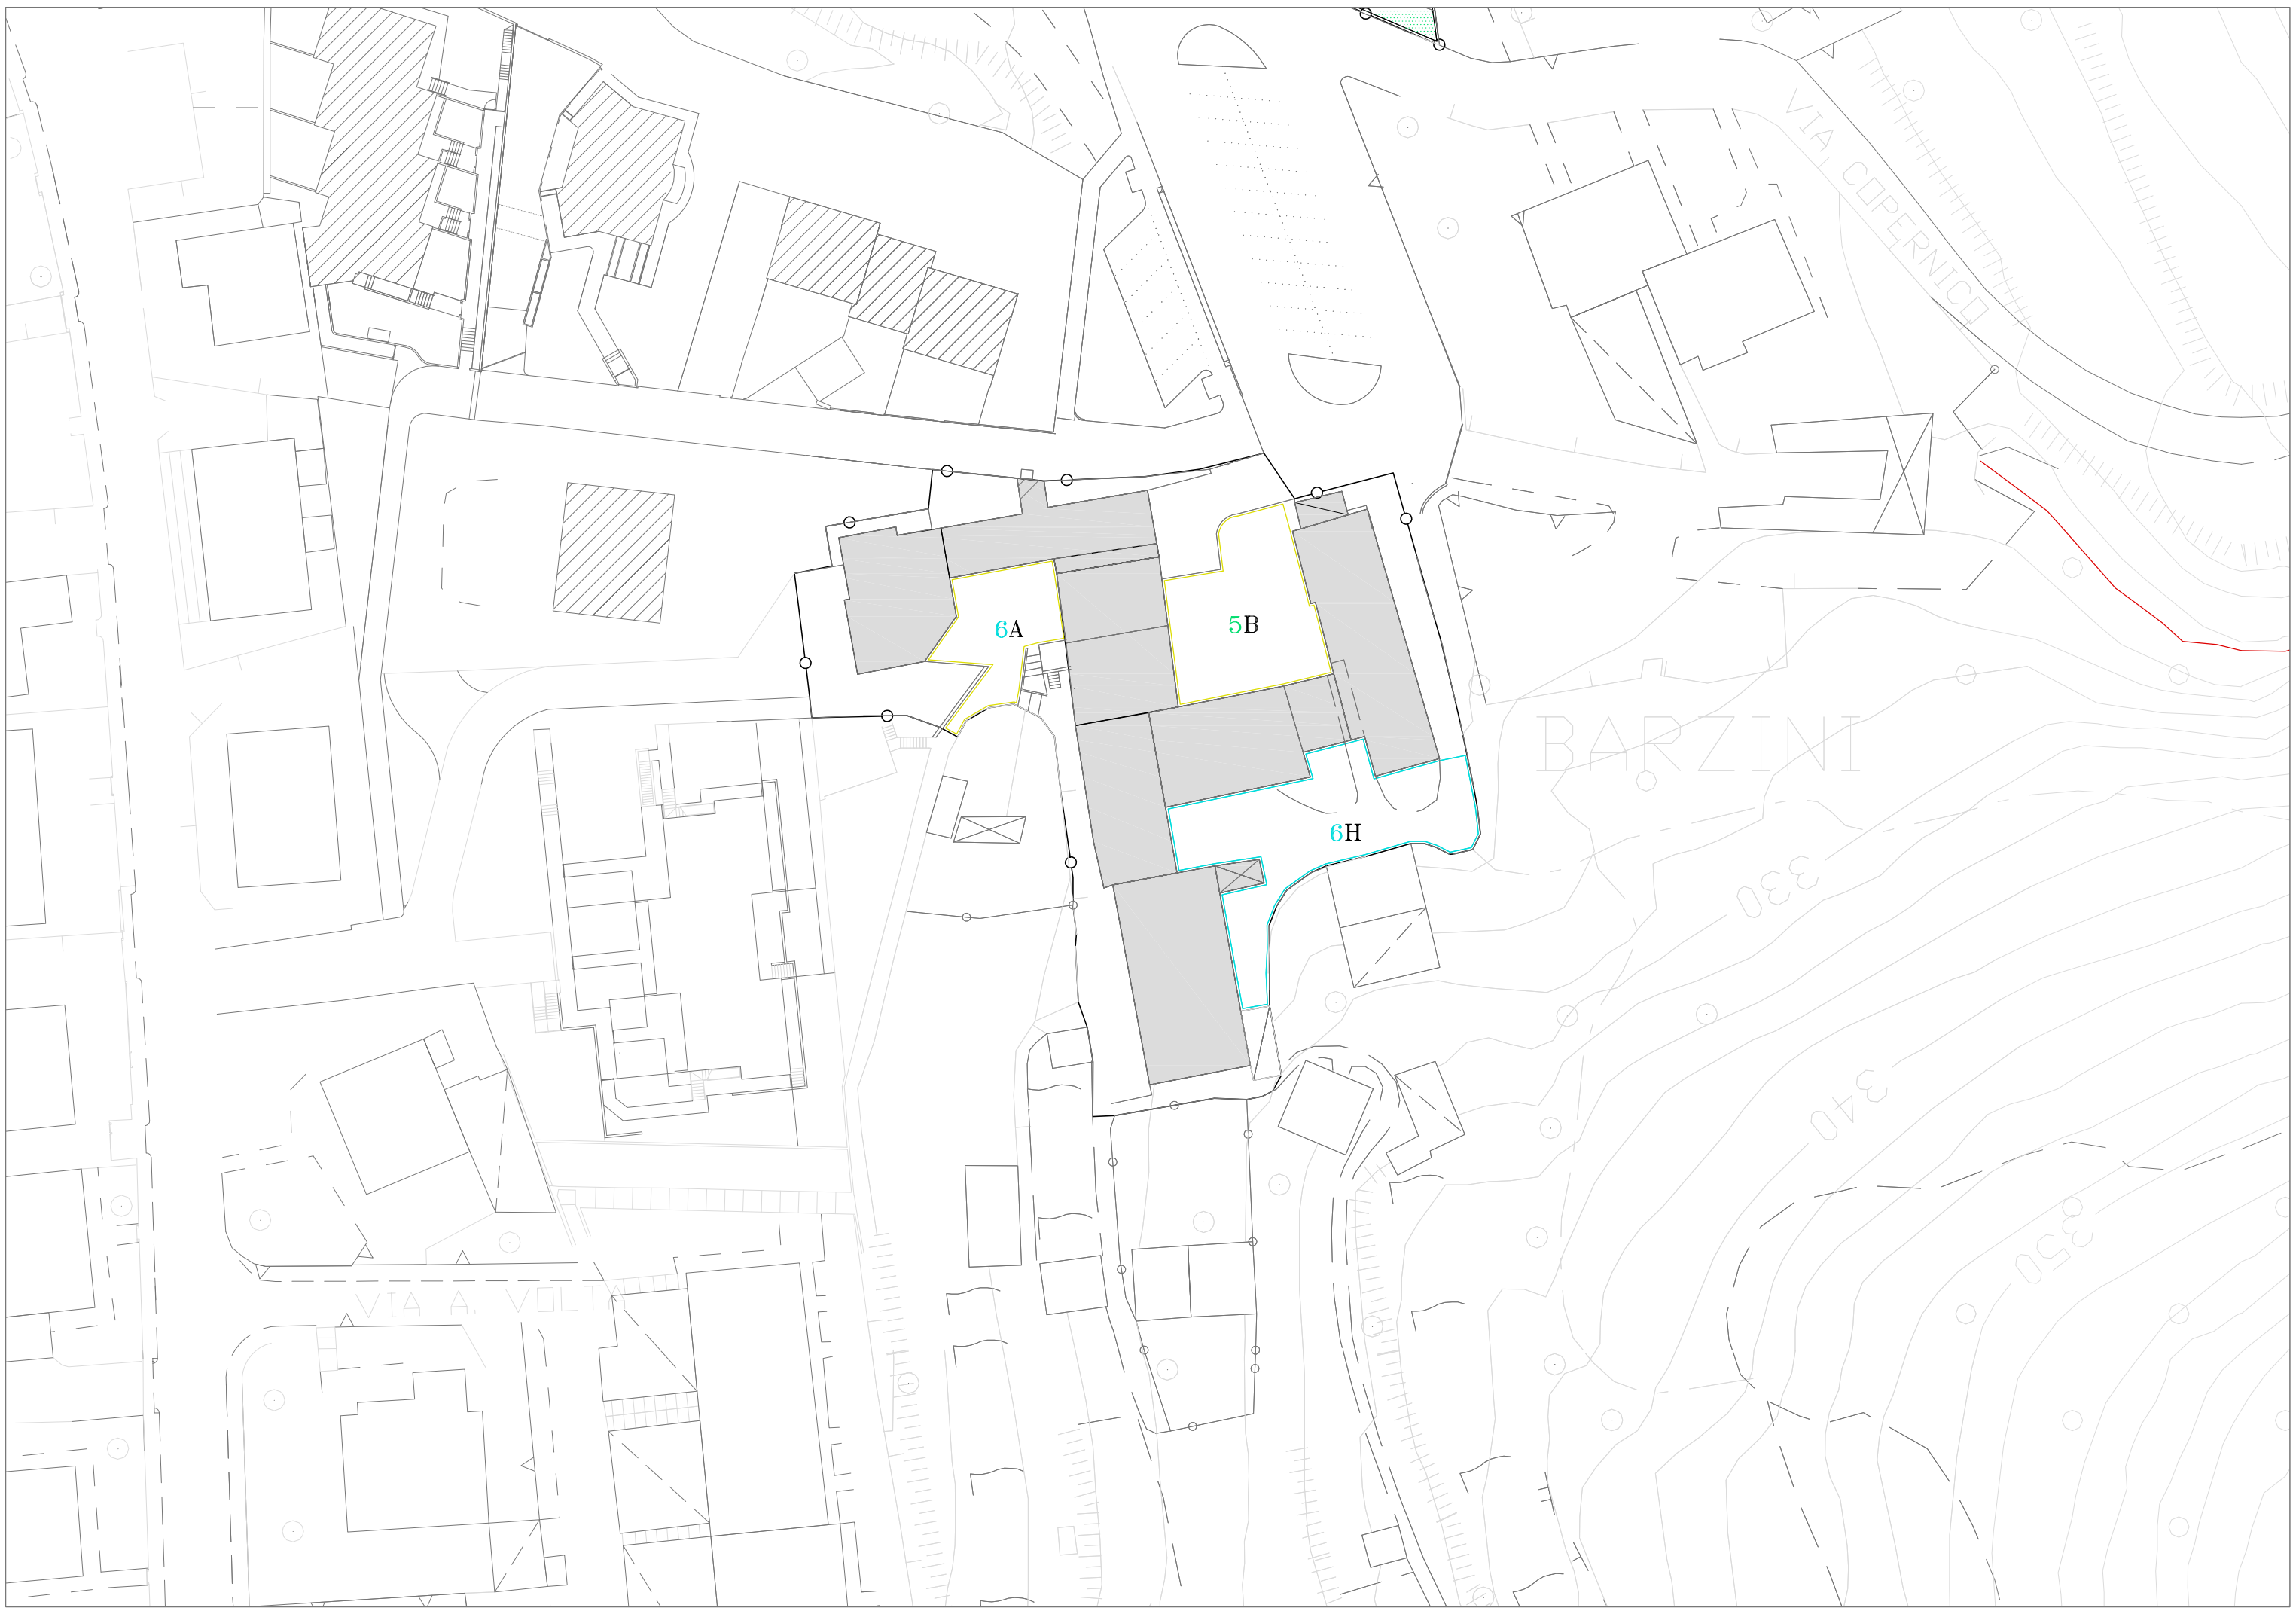 VIA COPERNICO
6A
5B
BARZINI
6H
330
340
350
VIA A. VOLTA